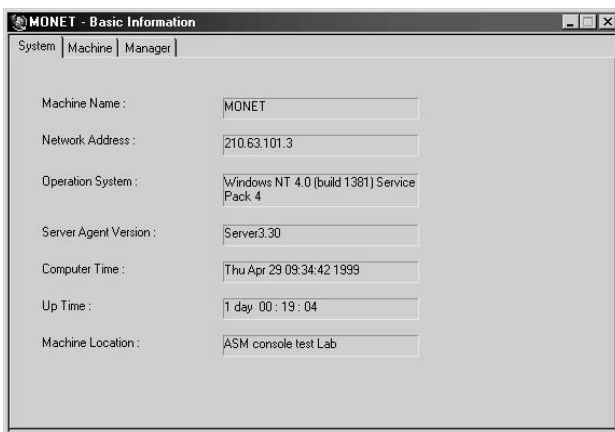 MONET - Basic Information
System Machine Manager
Machine Name : MONET
Network Address : 210.63.101.3
Operation System : Windows NT 4.0 (build 1381) Service
Pack 4
Server Agent Version : Server3.30
Computer Time : Thu Apr 29 09:34:42 1999
Up Time : 1 day 00 : 19 : 04
Machine Location : ASM console test Lab